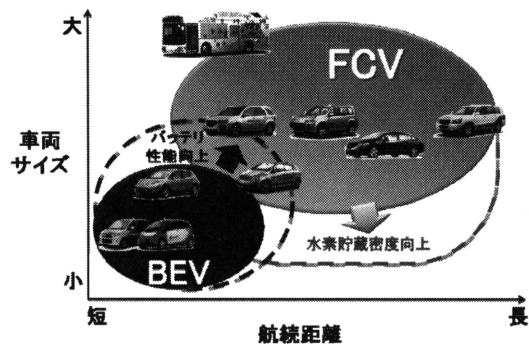 大
FCV
車両
サイズ
バッテリ
性能向上
水素貯蔵密度向上
BEV
小
短
長
航続距離